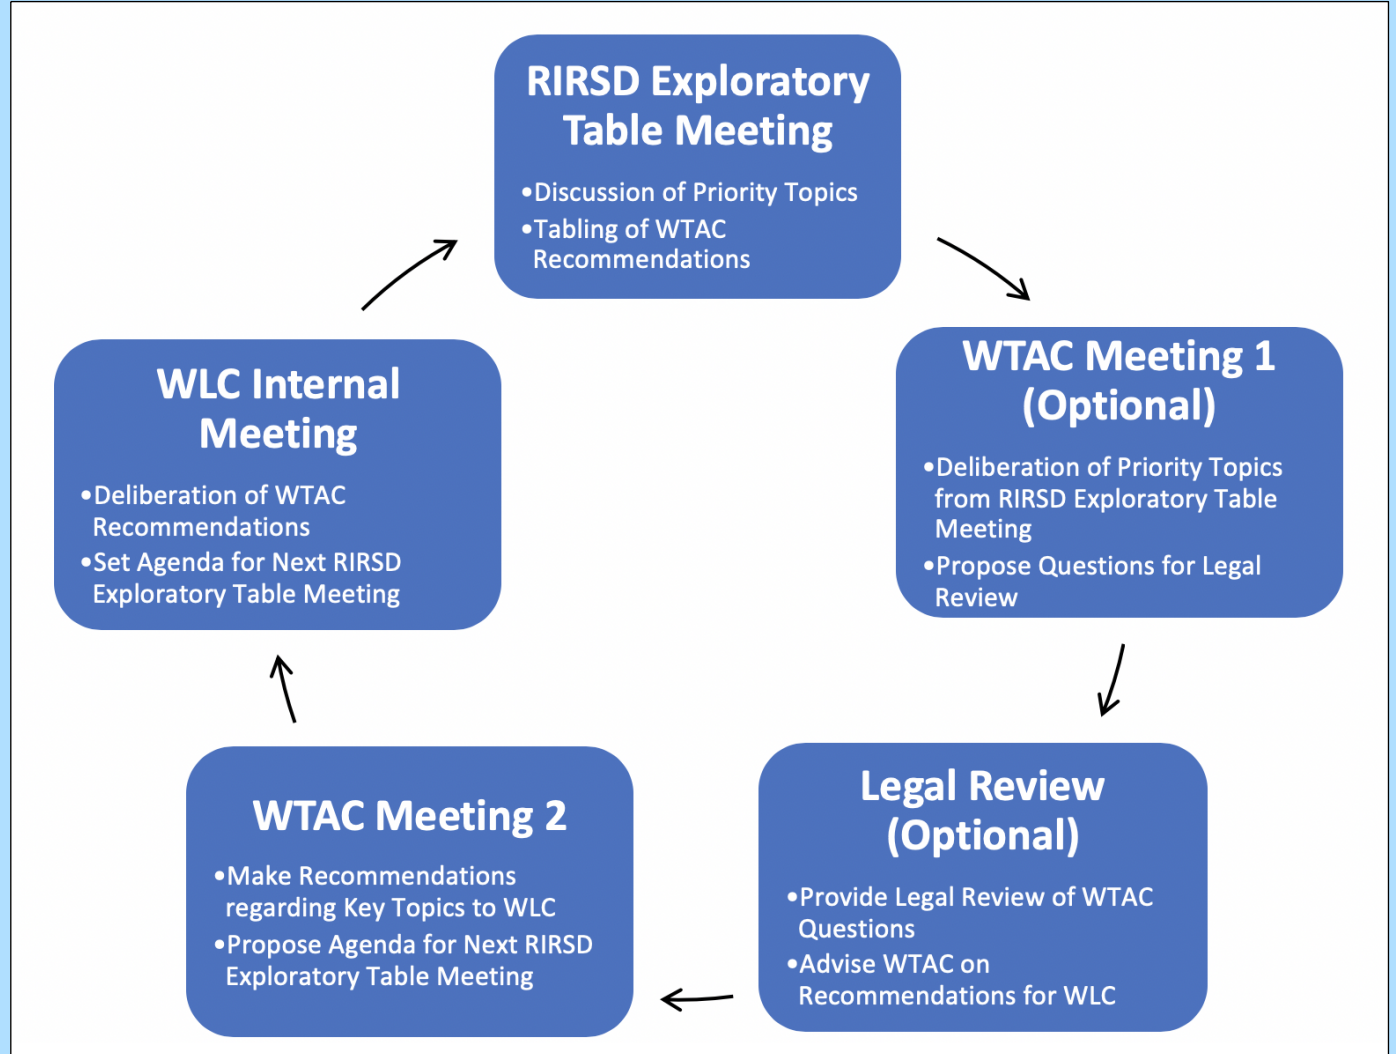 RIRSD Exploratory
Table Meeting
•Discussion of Priority Topics
•Tabling of WTAC
Recommendations
WTAC Meeting 1
(Optional)
•Deliberation of Priority Topics
from RIRSD Exploratory Table
Meeting
•Propose Questions for Legal
Review
Legal Review
(Optional)
•Provide Legal Review of WTAC
Questions
•Advise WTAC on
Recommendations for WLC
WTAC Meeting 2
•Make Recommendations
regarding Key Topics to WLC
•Propose Agenda for Next RIRSD
Exploratory Table Meeting
WLC Internal
Meeting
•Deliberation of WTAC
Recommendations
•Set Agenda for Next RIRSD
Exploratory Table Meeting